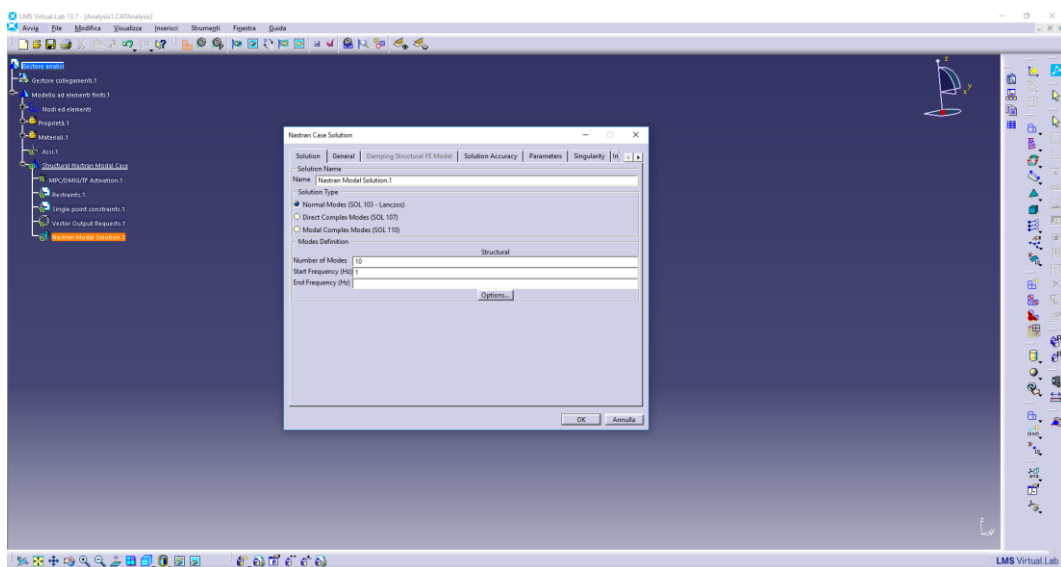 LMS Virtual.Lab 13.7 - [Analysis1.CATAnalysis]
Avvia File Modifica Visualizza Inserisci Strumenti Finestra Guida
Gestore analisi
Gestore collegamenti.1
Modello ad elementi finiti.1
Nodi ed elementi
Proprietà.1
Materiali.1
Assi.1
Structural Nastran Modal Case
MPC/DMIG/TF Activation.1
Restraints.1
Single point constraints.1
Vector Output Requests.1
Nastran Modal Solution.1
z
y
x
Nastran Case Solution
Solution General Damping Structural FE Model Solution Accuracy Parameters Singularity In
Solution Name
Name Nastran Modal Solution.1
Solution Type
Normal Modes (SOL 103 - Lanczos)
Direct Complex Modes (SOL 107)
Modal Complex Modes (SOL 110)
Modes Definition
Structural
Number of Modes 10
Start Frequency (Hz) 1
End Frequency (Hz)
Options...
OK Annulla
LMS Virtual.Lab